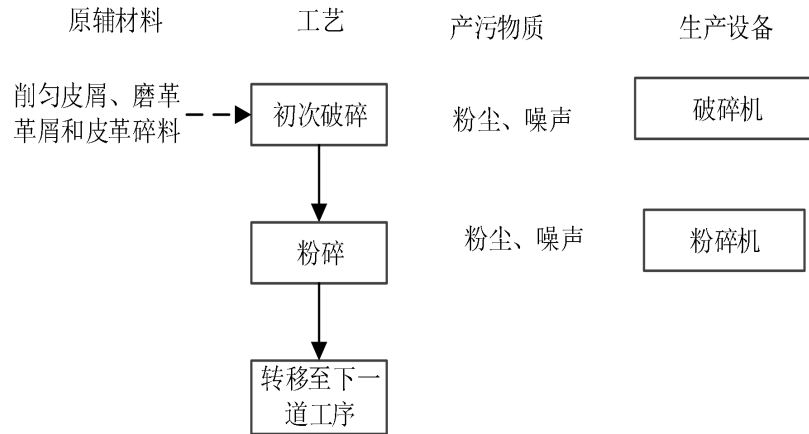 原辅材料
工艺
产污物质
生产设备
削匀皮屑、磨革
革屑和皮革碎料
初次破碎
粉尘、噪声
破碎机
粉碎
粉尘、噪声
粉碎机
转移至下一
道工序